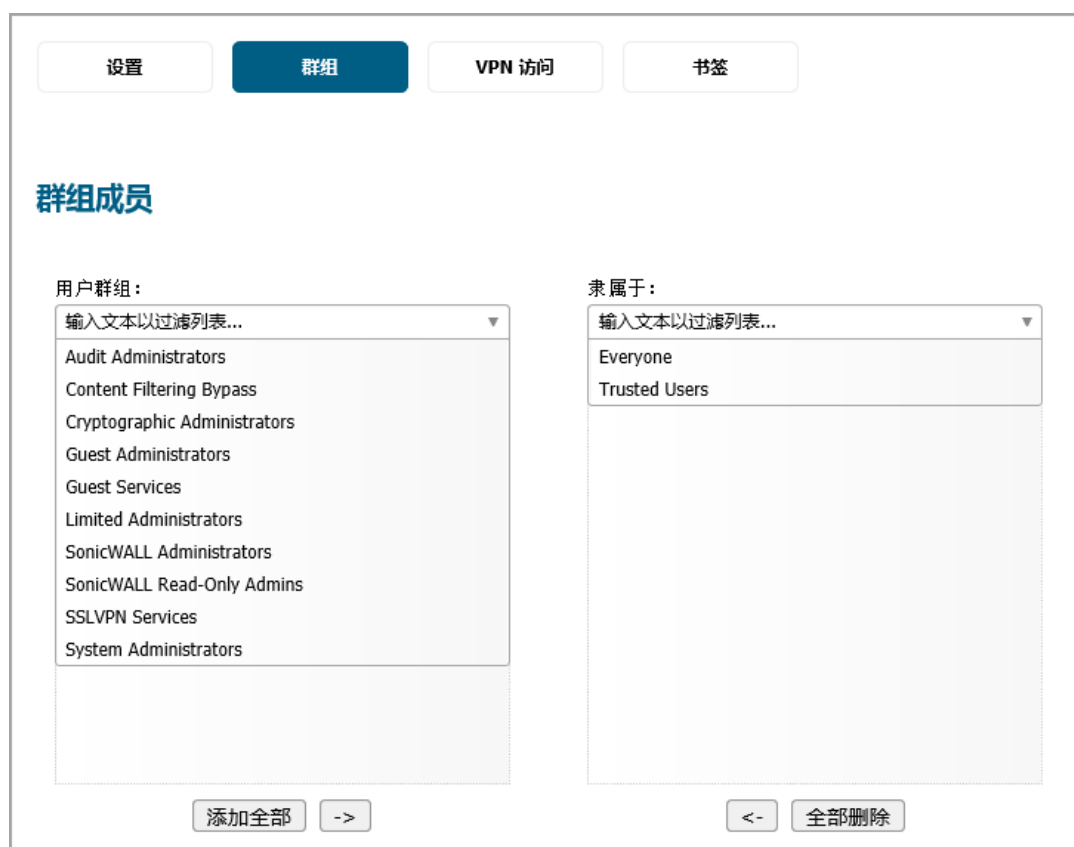 设置
群组
VPN 访问
书签
群组成员
用户群组：
输入文本以过滤列表...
Audit Administrators
Content Filtering Bypass
Cryptographic Administrators
Guest Administrators
Guest Services
Limited Administrators
SonicWALL Administrators
SonicWALL Read-Only Admins
SSLVPN Services
System Administrators
添加全部
->
隶属于：
输入文本以过滤列表...
Everyone
Trusted Users
<-
全部删除